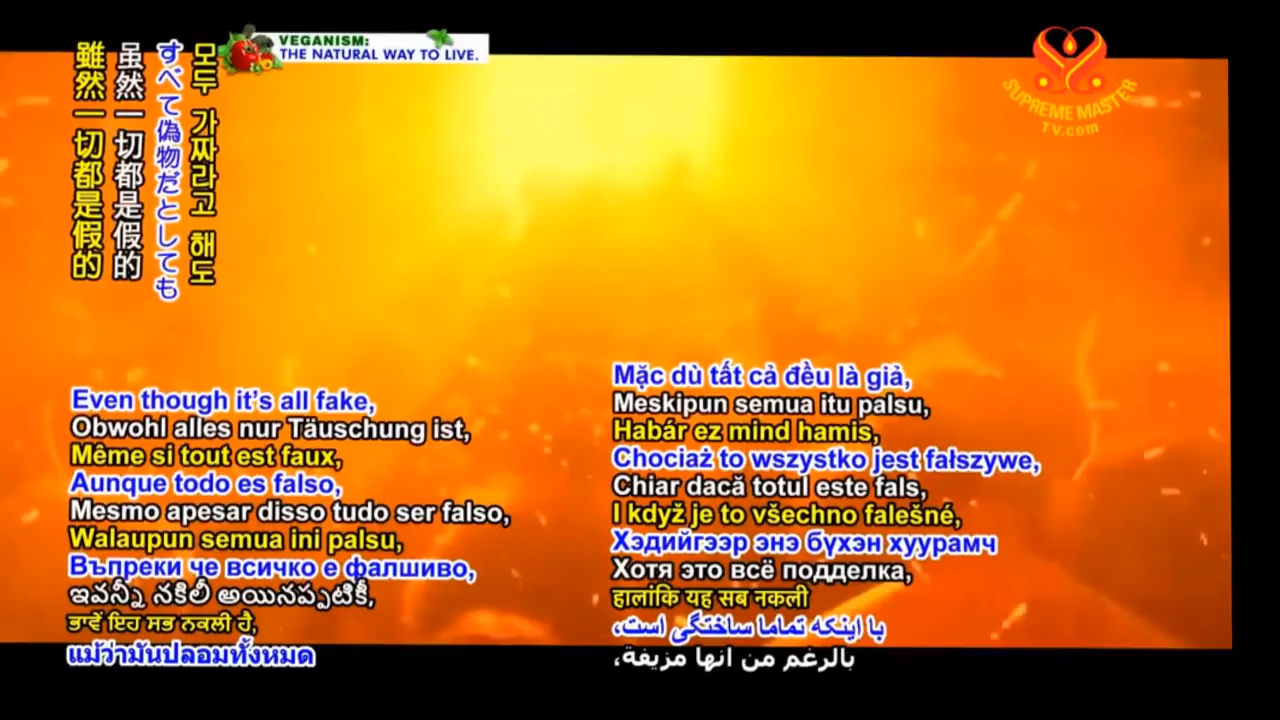 VEGANISM:
THE NATURAL WAY TO LIVE.
SUPREME MASTER
TV.com
雖然一切都是假的
虽然一切都是假的
すべて偽物だとしても
모두 가짜라고 해도
Even though it's all fake,
Obwohl alles nur Täuschung ist,
Même si tout est faux,
Aunque todo es falso,
Mesmo apesar disso tudo ser falso,
Walaupun semua ini palsu,
Въпреки че всичко е фалшиво,
ఇవన్నీ నకిలీ అయినప్పటికీ,
ਭਾਵੇਂ ਇਹ ਸਭ ਨਕਲੀ ਹੈ,
แม้ว่ามันปลอมทั้งหมด
Mặc dù tất cả đều là giả,
Meskipun semua itu palsu,
Habár ez mind hamis,
Chociaż to wszystko jest fałszywe,
Chiar dacă totul este fals,
I když je to všechno falešné,
Хэдийгээр энэ бүхэн хуурамч
Хотя это всё подделка,
हालांकि यह सब नकली
با اینکه تماما ساختگی است،
بالرغم من انها مزيفة،